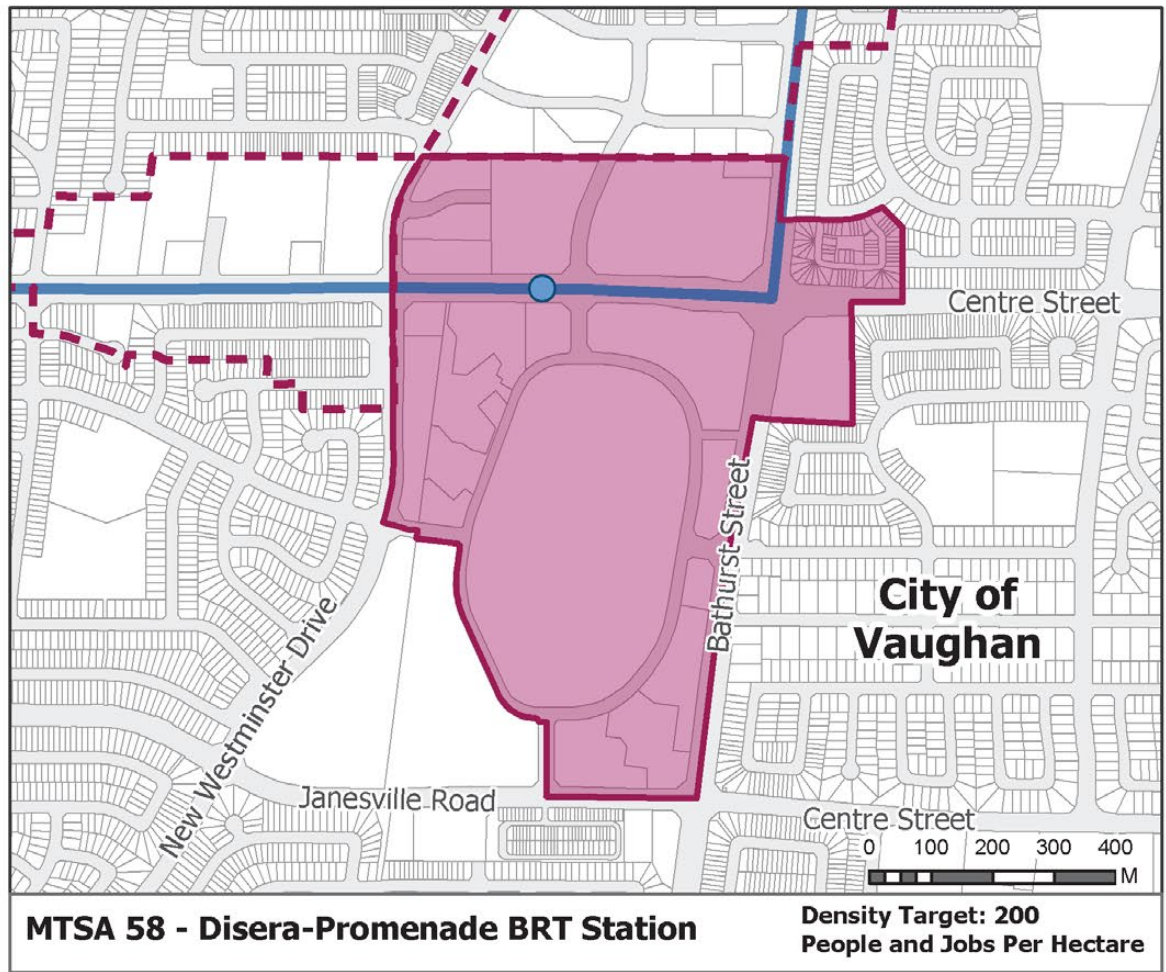 Centre Street
Bathurst Street
City of
Vaughan
New Westminster Drive
Janesville Road
Centre Street
0 100 200 300 400
M
MTSA 58 - Disera-Promenade BRT Station
Density Target: 200
People and Jobs Per Hectare